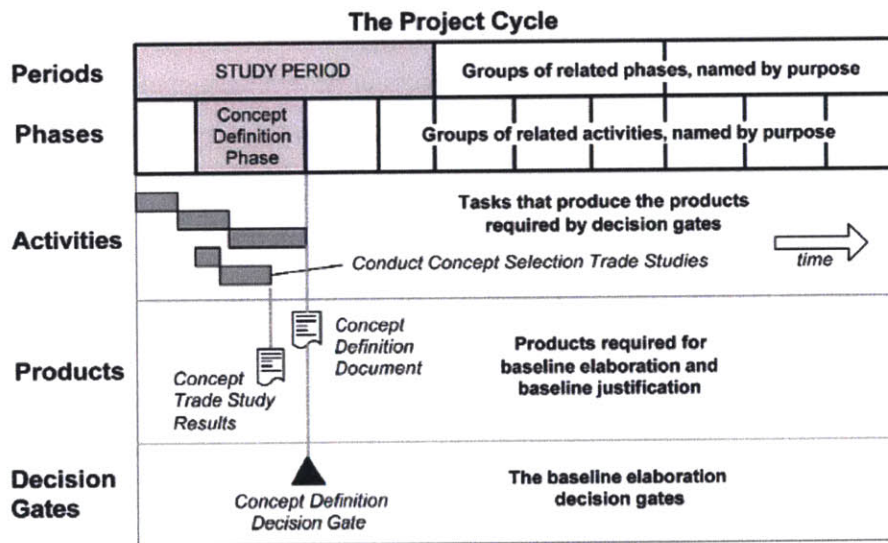 The Project Cycle
Periods
STUDY PERIOD
Groups of related phases, named by purpose
Phases
Concept
Definition
Phase
Groups of related activities, named by purpose
Activities
Tasks that produce the products
required by decision gates
Conduct Concept Selection Trade Studies
time
Products
Concept
Definition
Document
Concept
Trade Study
Results
Products required for
baseline elaboration and
baseline justification
Decision
Gates
Concept Definition
Decision Gate
The baseline elaboration
decision gates